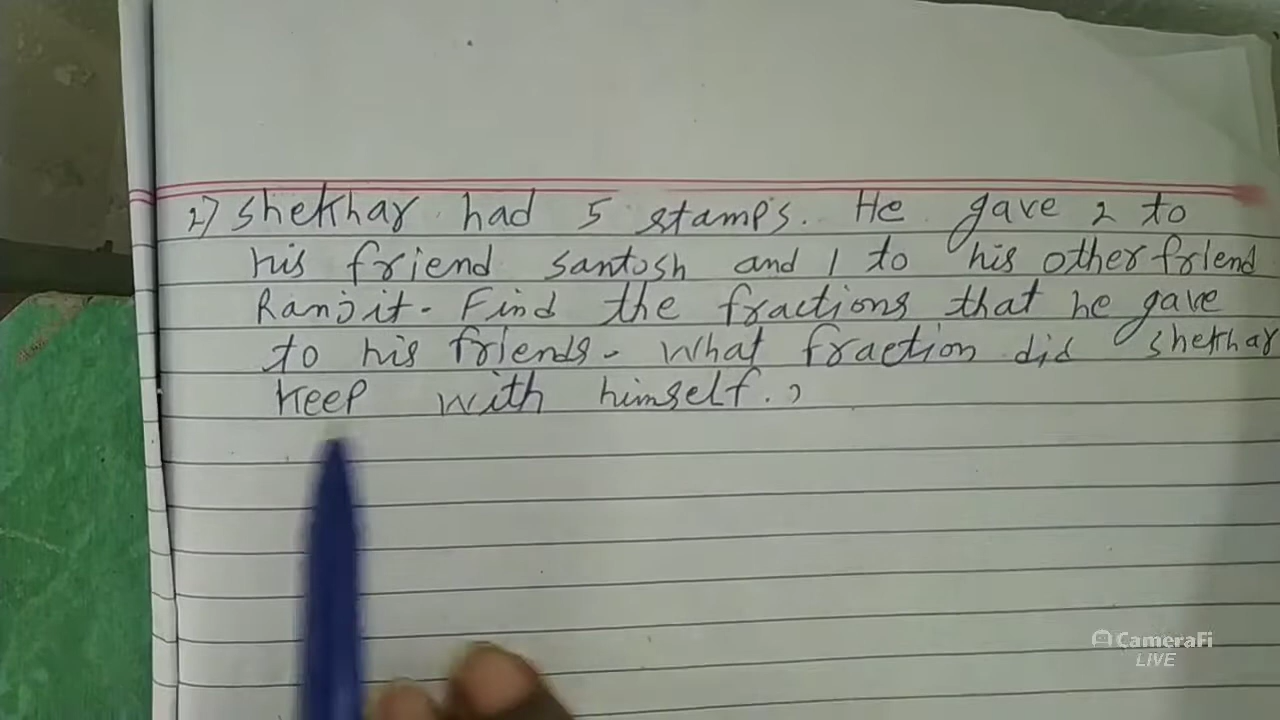 2) Shekhar had 5 stamps. He gave 2 to
his friend santosh and 1 to his other friend
Ranjit. Find the fractions that he gave
to his friends. What fraction did shekhar
Keep with himself.?
CameraFi
LIVE